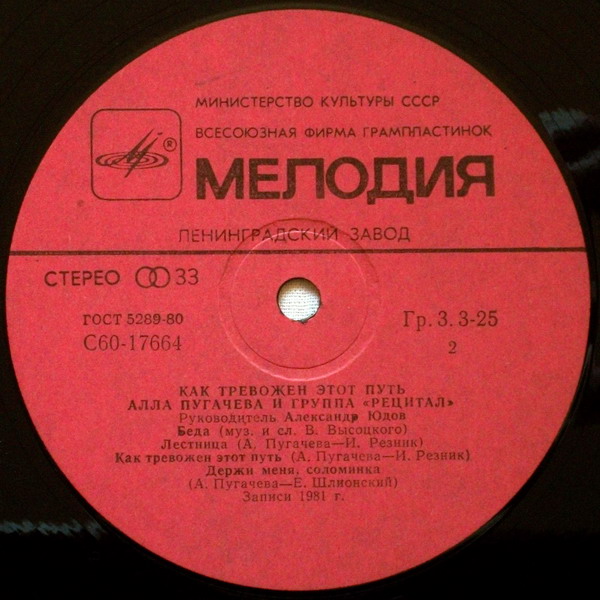 МИНИСТЕРСТВО КУЛЬТУРЫ СССР
ВСЕСОЮЗНАЯ ФИРМА ГРАМПЛАСТИНОК
®
МЕЛОДИЯ
ЛЕНИНГРАДСКИЙ ЗАВОД
СТЕРЕО 33
ГОСТ 5289-80
Гр. 3. 3-25
С60-17664
2
КАК ТРЕВОЖЕН ЭТОТ ПУТЬ
АЛЛА ПУГАЧЕВА И ГРУППА «РЕЦИТАЛ»
Руководитель Александр Юдов
Беда (муз. и сл. В. Высоцкого)
Лестница (А. Пугачева—И. Резник)
Как тревожен этот путь (А. Пугачева—И. Резник)
Держи меня, соломинка
(А. Пугачева—Е. Шлионский)
Записи 1981 г.